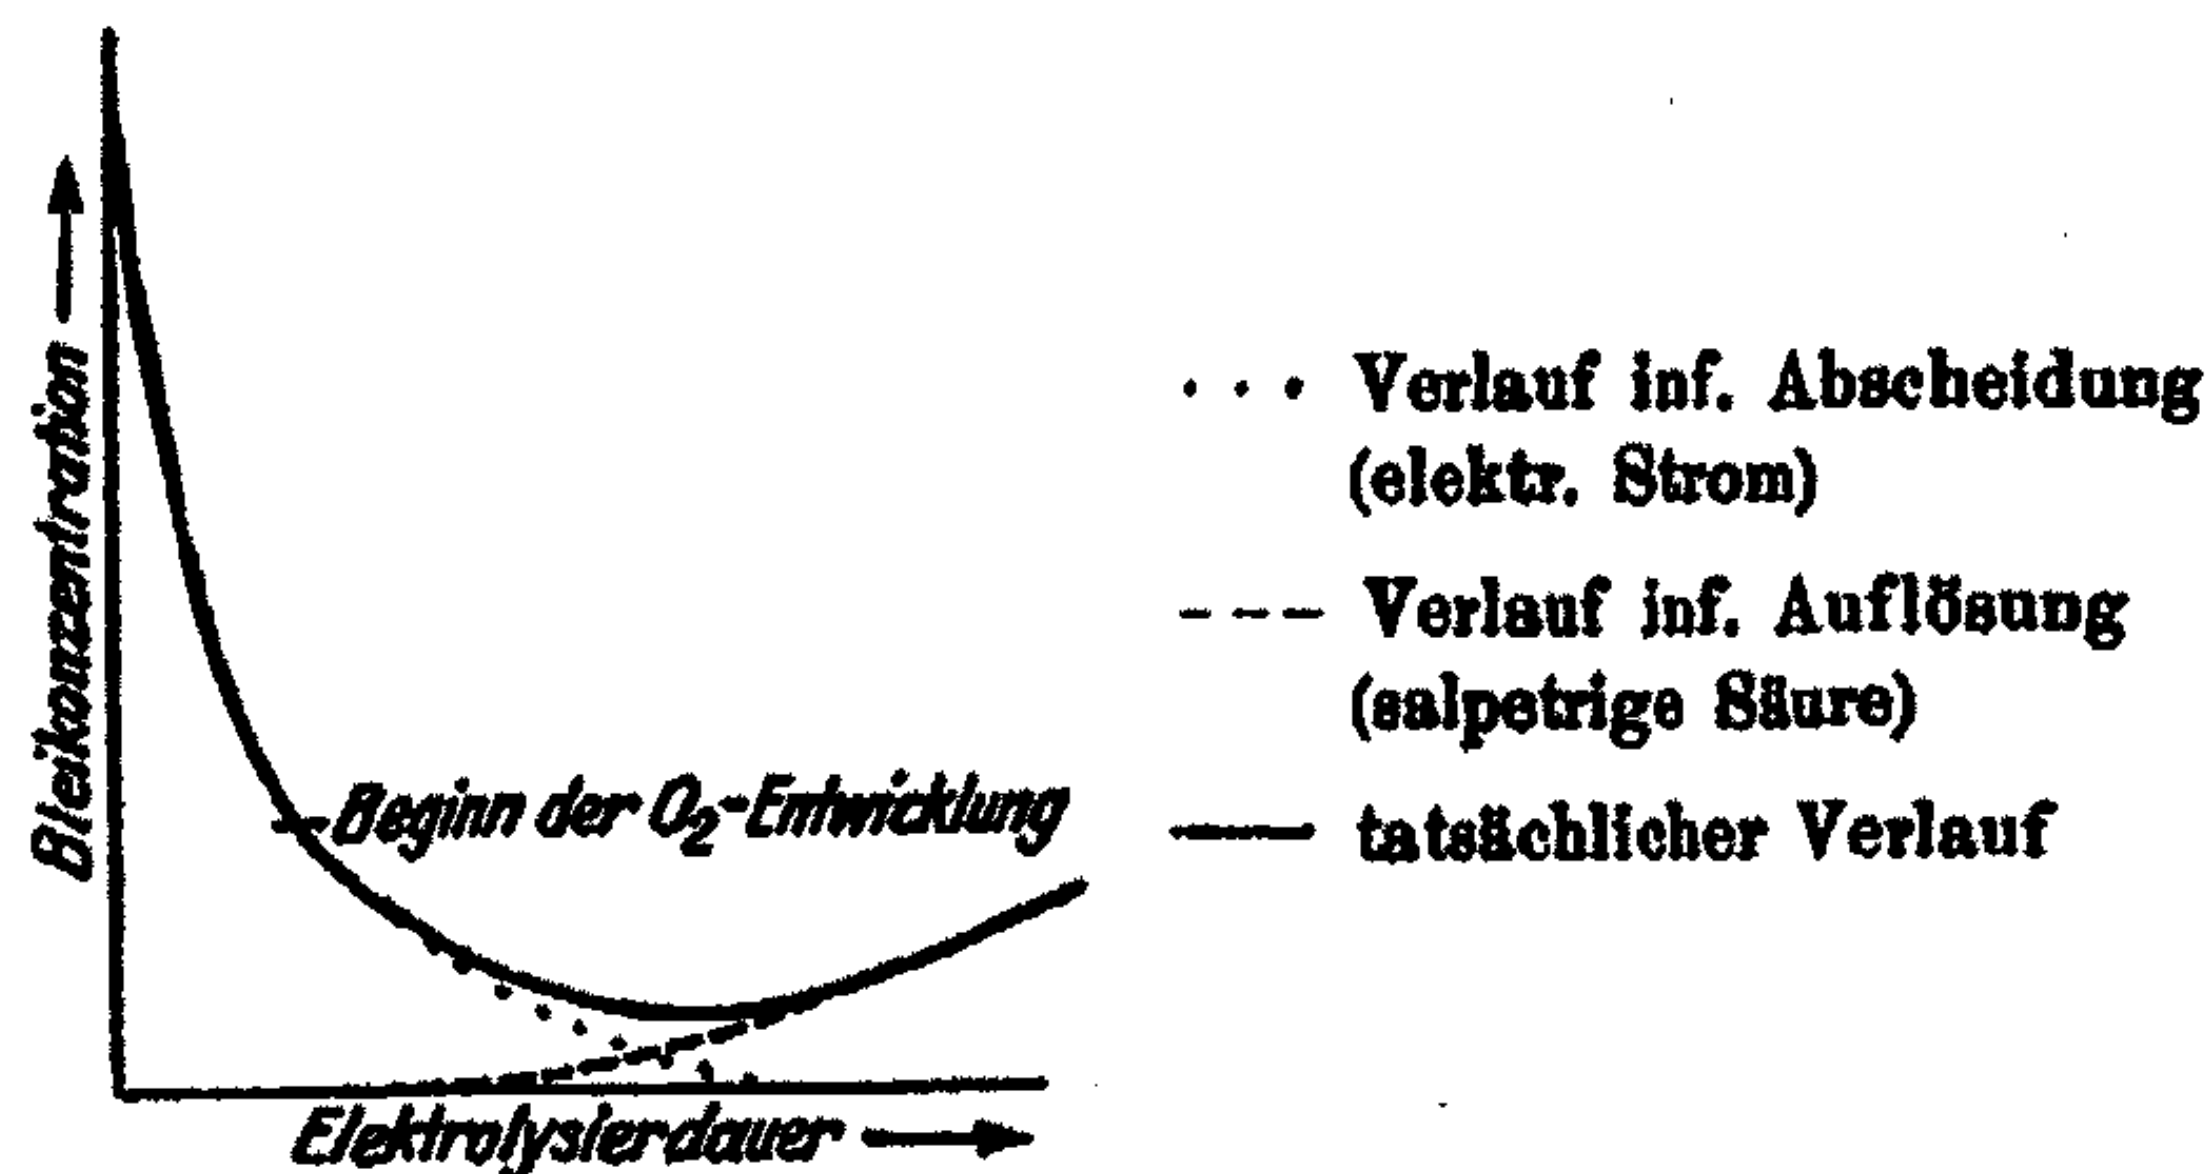 Bleikonzentration
Beginn der O₂-Entwicklung
Elektrolysierdauer
Verlauf inf. Abscheidung
(elektr. Strom)
Verlauf inf. Auflösung
(salpetrige Säure)
tatsächlicher Verlauf